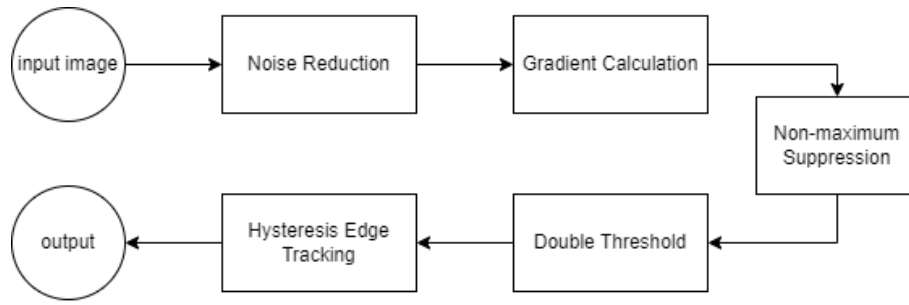 input image
Noise Reduction
Gradient Calculation
Non-maximum
Suppression
Double Threshold
Hysteresis Edge
Tracking
output